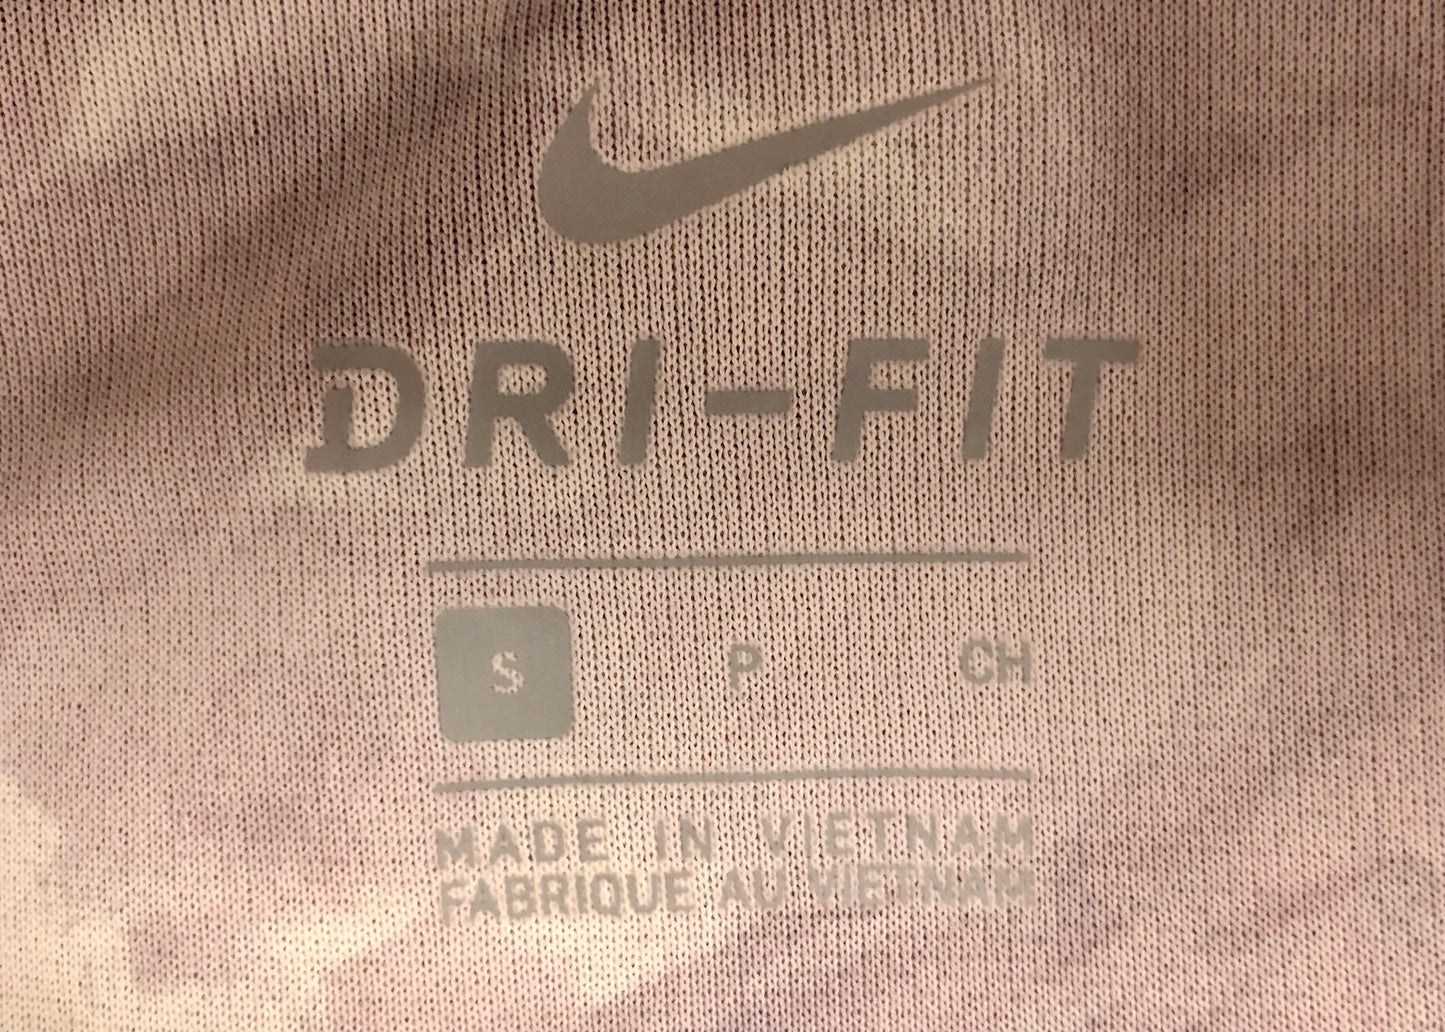 DRI-FIT
S P CH
MADE IN VIETNAM
FABRIQUE AU VIETNAM